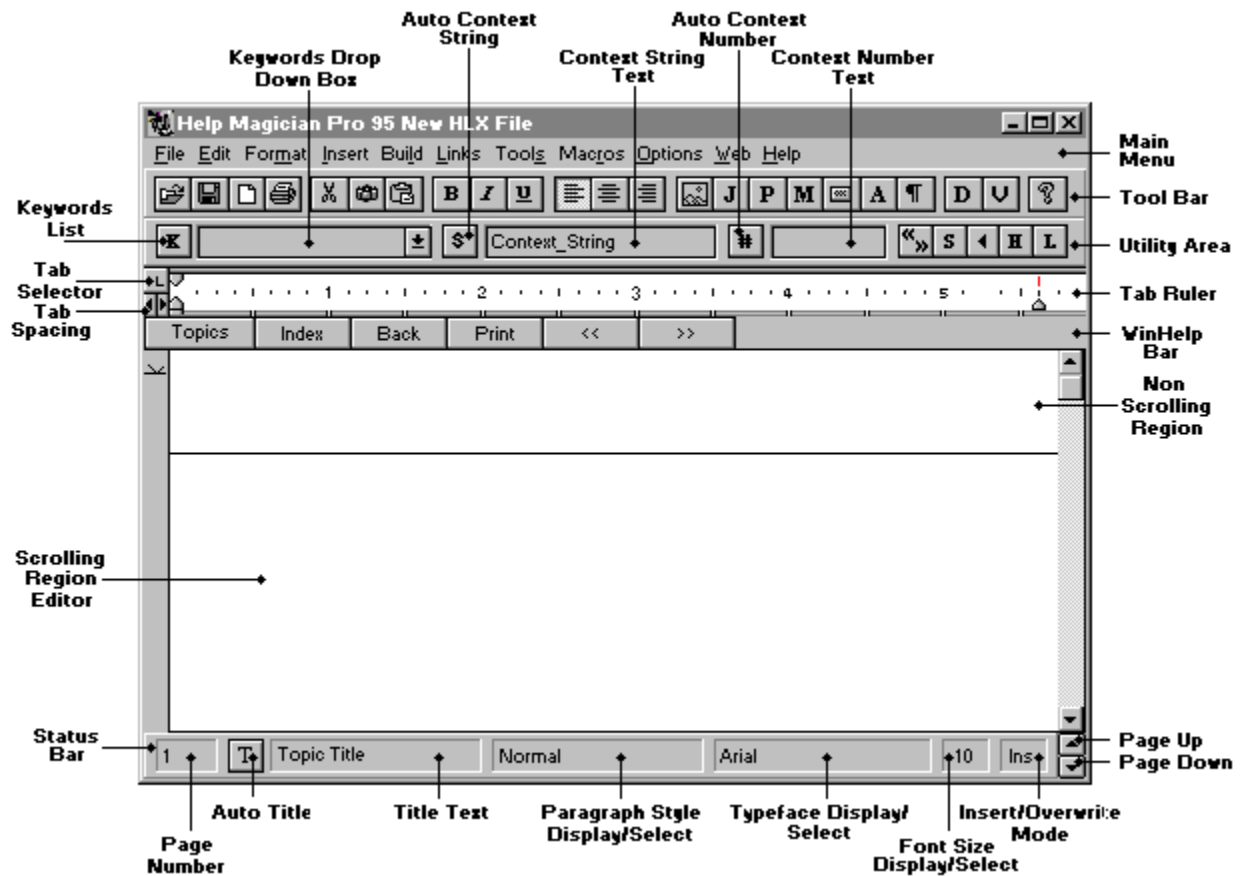 Auto Context
String
Auto Context
Number
Keywords Drop
Down Box
Context String
Text
Context Number
Text
Help Magician Pro 95 New HLX File
File Edit Format Insert Build Links Tools Macros Options Web Help
Main
Menu
B I U J P M A ¶ D V ?
Tool Bar
Keywords
List
K
S
Context_String
#
« » S H L
Utility Area
Tab
Selector
L
1 2 3 4 5
Tab Ruler
Tab
Spacing
Topics Index Back Print << >>
WinHelp
Bar
Non
Scrolling
Region
Scrolling
Region
Editor
Status
Bar
1 T Topic Title Normal Arial 10 Ins
Page Up
Page Down
Auto Title
Title Text
Paragraph Style
Display/Select
Typeface Display/
Select
Insert/Overwrite
Mode
Page
Number
Font Size
Display/Select